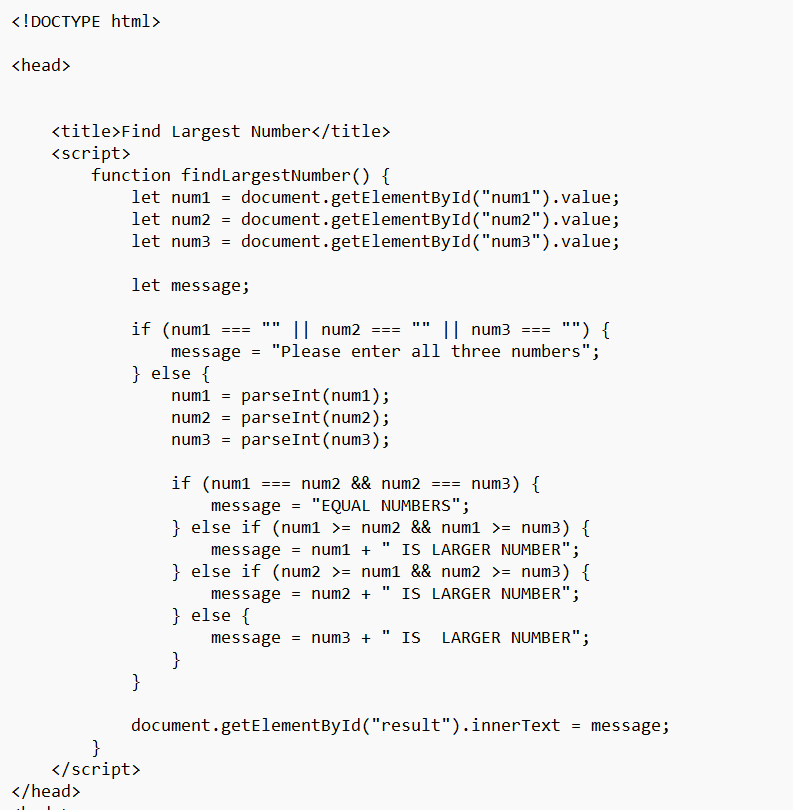 <!DOCTYPE html>
<head>
<title>Find Largest Number</title>
<script>
function findLargestNumber() {
let num1 = document.getElementById("num1").value;
let num2 = document.getElementById("num2").value;
let num3 = document.getElementById("num3").value;
let message;
if (num1 === "" || num2 === "" || num3 === "") {
message = "Please enter all three numbers";
} else {
num1 = parseInt(num1);
num2 = parseInt(num2);
num3 = parseInt(num3);
if (num1 === num2 && num2 === num3) {
message = "EQUAL NUMBERS";
} else if (num1 >= num2 && num1 >= num3) {
message = num1 + " IS LARGER NUMBER";
} else if (num2 >= num1 && num2 >= num3) {
message = num2 + " IS LARGER NUMBER";
} else {
message = num3 + " IS  LARGER NUMBER";
}
}
document.getElementById("result").innerText = message;
}
</script>
</head>